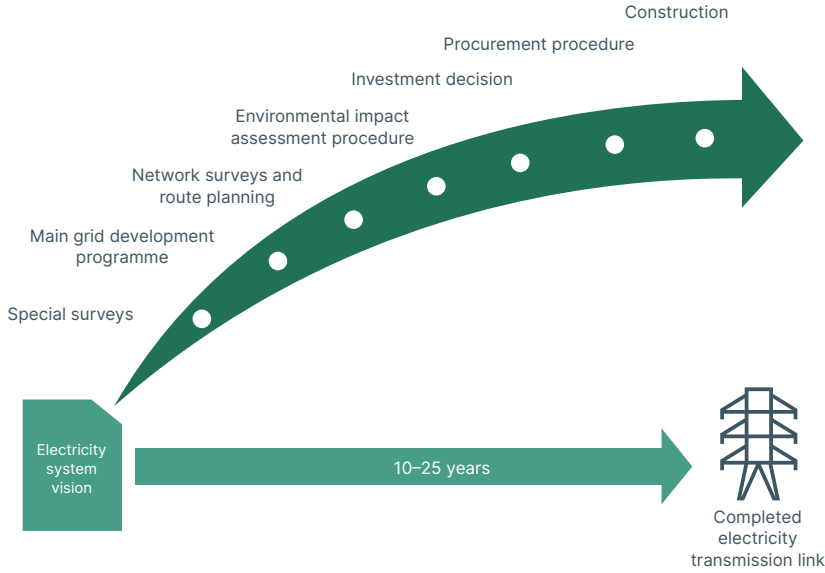 Construction
Procurement procedure
Investment decision
Environmental impact
assessment procedure
Network surveys and
route planning
Main grid development
programme
Special surveys
Electricity
system
vision
10–25 years
Completed
electricity
transmission link